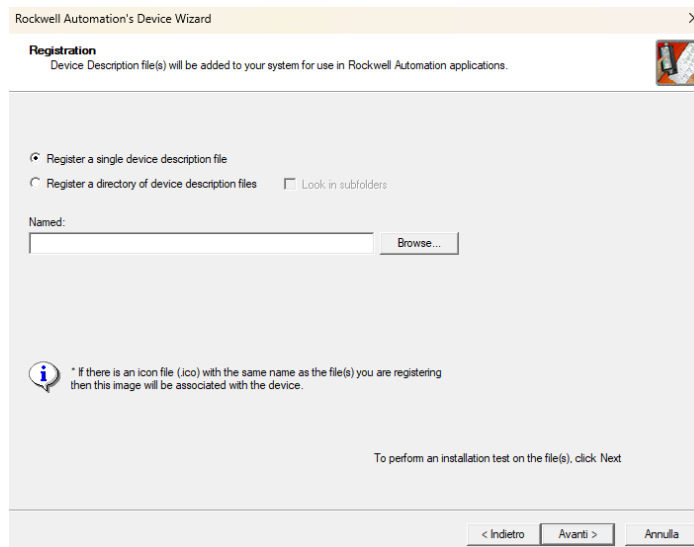 Rockwell Automation's Device Wizard
Registration
Device Description file(s) will be added to your system for use in Rockwell Automation applications.
Register a single device description file
Register a directory of device description files
Look in subfolders
Named:
Browse...
* If there is an icon file (.ico) with the same name as the file(s) you are registering
then this image will be associated with the device.
To perform an installation test on the file(s), click Next
< Indietro
Avanti >
Annulla